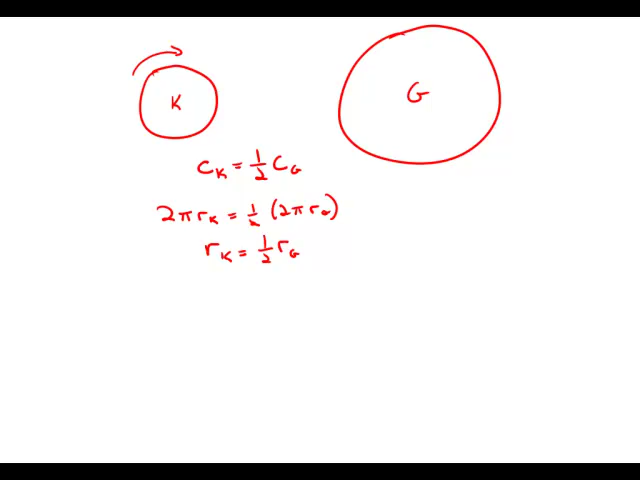 K
G
C_K = 1/2 C_G
2πr_K = 1/2 (2πr_G)
r_K = 1/2 r_G